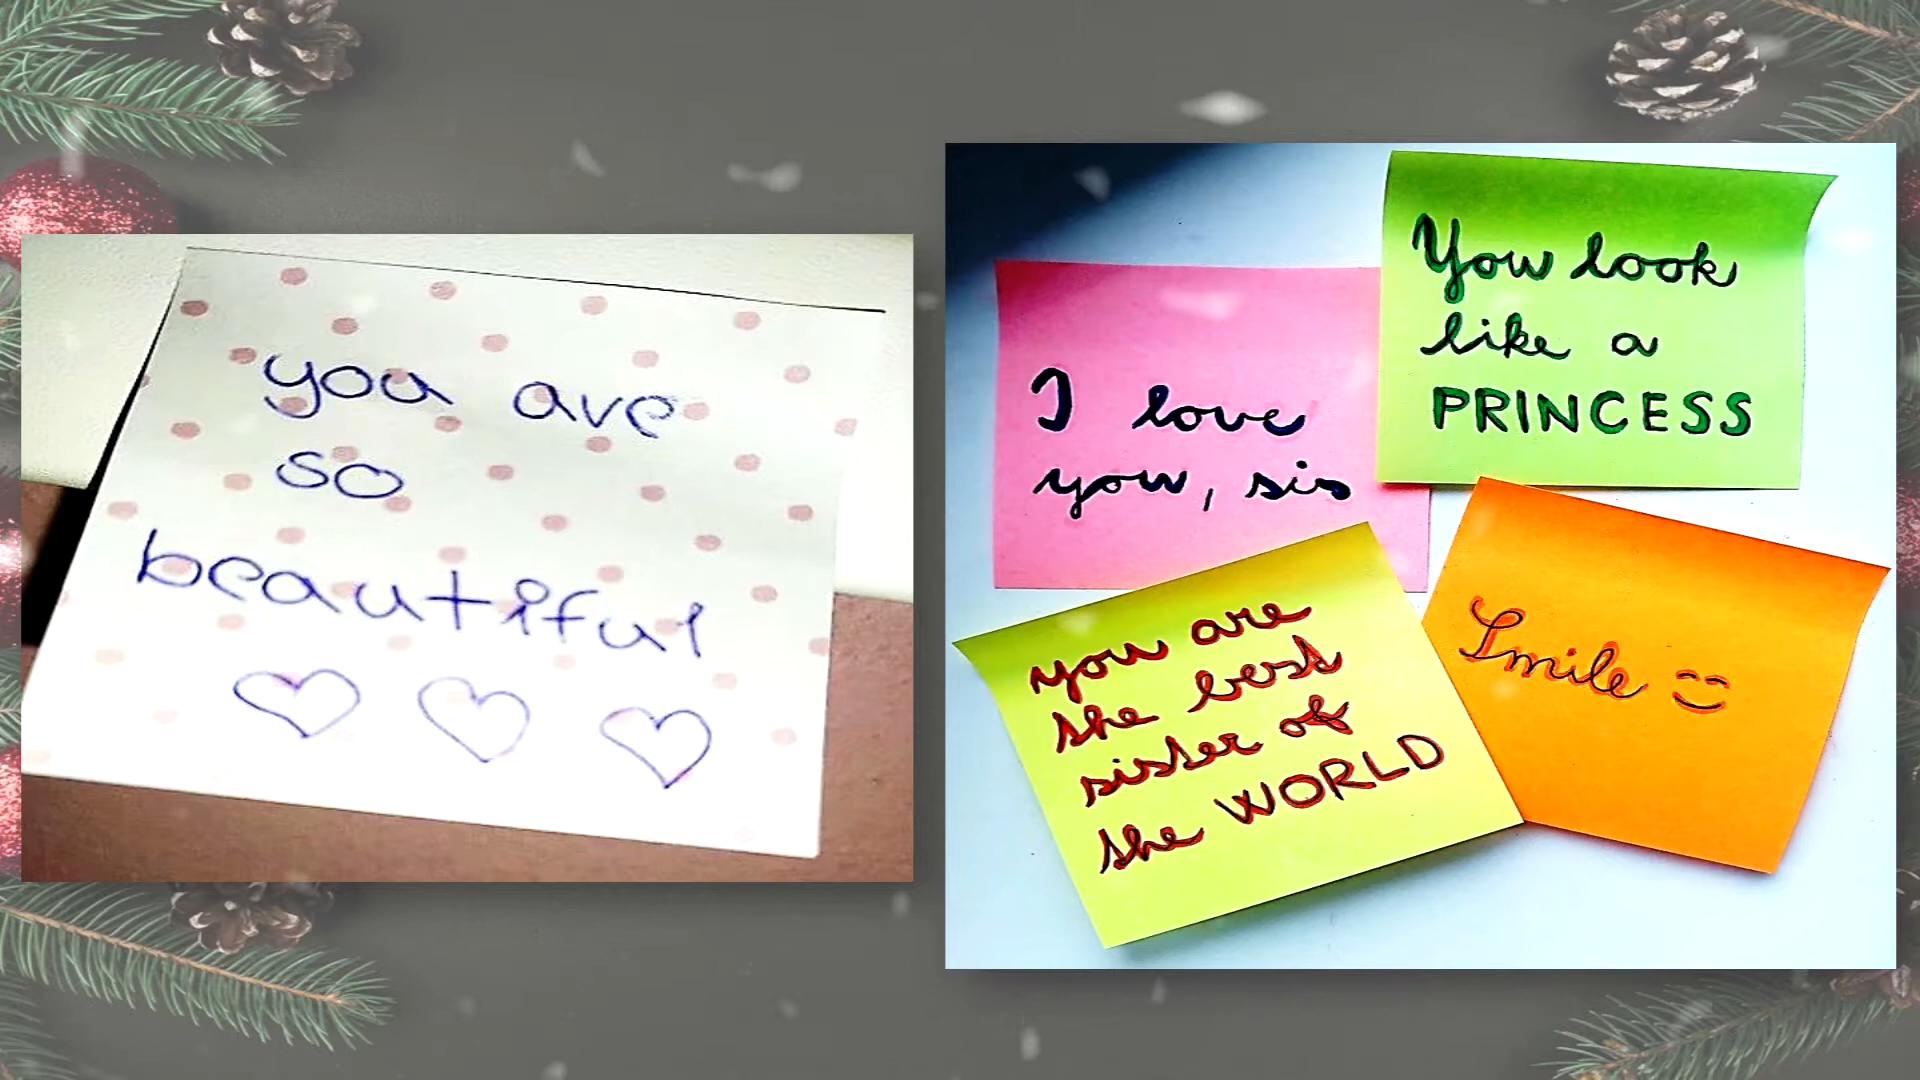 you are
so
beautiful
I love
you, sis
You look
like a
PRINCESS
you are
the best
sister of
the WORLD
Smile